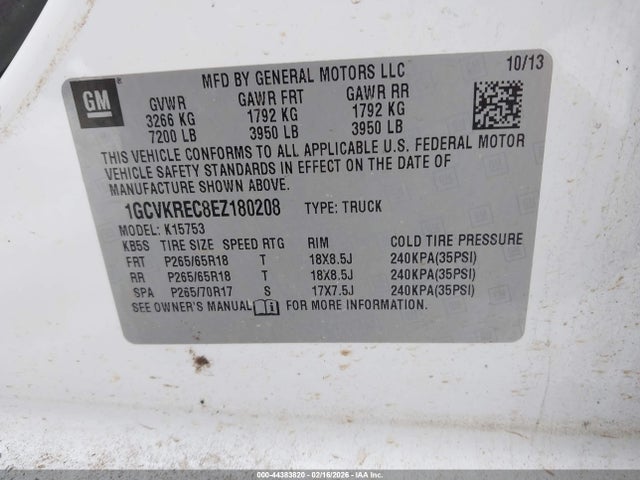 MFD BY GENERAL MOTORS LLC 10/13
GM
GVWR GAWR FRT GAWR RR
3266 KG 1792 KG 1792 KG
7200 LB 3950 LB 3950 LB
THIS VEHICLE CONFORMS TO ALL APPLICABLE U.S. FEDERAL MOTOR
VEHICLE SAFETY STANDARDS IN EFFECT ON THE DATE OF
MANUFACTURE SHOWN ABOVE.
1GCVKREC8EZ180208 TYPE: TRUCK
MODEL: K15753
KB5S TIRE SIZE SPEED RTG RIM COLD TIRE PRESSURE
FRT P265/65R18 T 18X8.5J 240KPA(35PSI)
RR P265/65R18 T 18X8.5J 240KPA(35PSI)
SPA P265/70R17 S 17X7.5J 240KPA(35PSI)
SEE OWNER'S MANUAL FOR MORE INFORMATION.
000-44383820 - 02/16/2026 - IAAI.COM